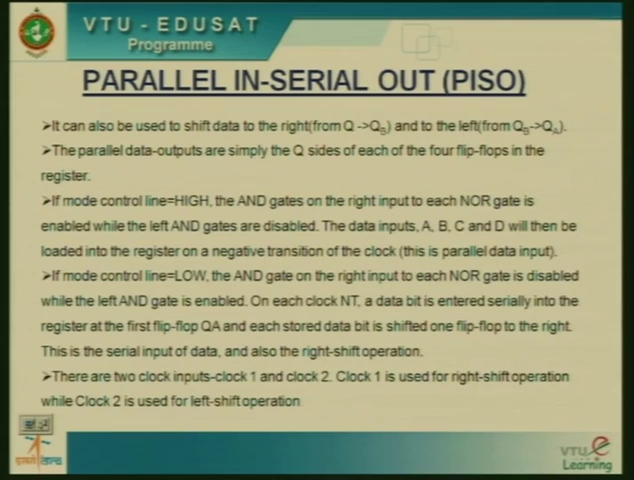 VTU - EDUSAT
Programme
PARALLEL IN-SERIAL OUT (PISO)
➢It can also be used to shift data to the right(from Q ->QB) and to the left(from QB->QA).
➢The parallel data-outputs are simply the Q sides of each of the four flip-flops in the
register.
➢If mode control line=HIGH, the AND gates on the right input to each NOR gate is
enabled while the left AND gates are disabled. The data inputs, A, B, C and D will then be
loaded into the register on a negative transition of the clock (this is parallel data input).
➢If mode control line=LOW, the AND gate on the right input to each NOR gate is disabled
while the left AND gate is enabled. On each clock NT, a data bit is entered serially into the
register at the first flip-flop QA and each stored data bit is shifted one flip-flop to the right.
This is the serial input of data, and also the right-shift operation.
➢There are two clock inputs-clock 1 and clock 2. Clock 1 is used for right-shift operation
while Clock 2 is used for left-shift operation
VTU e
Learning